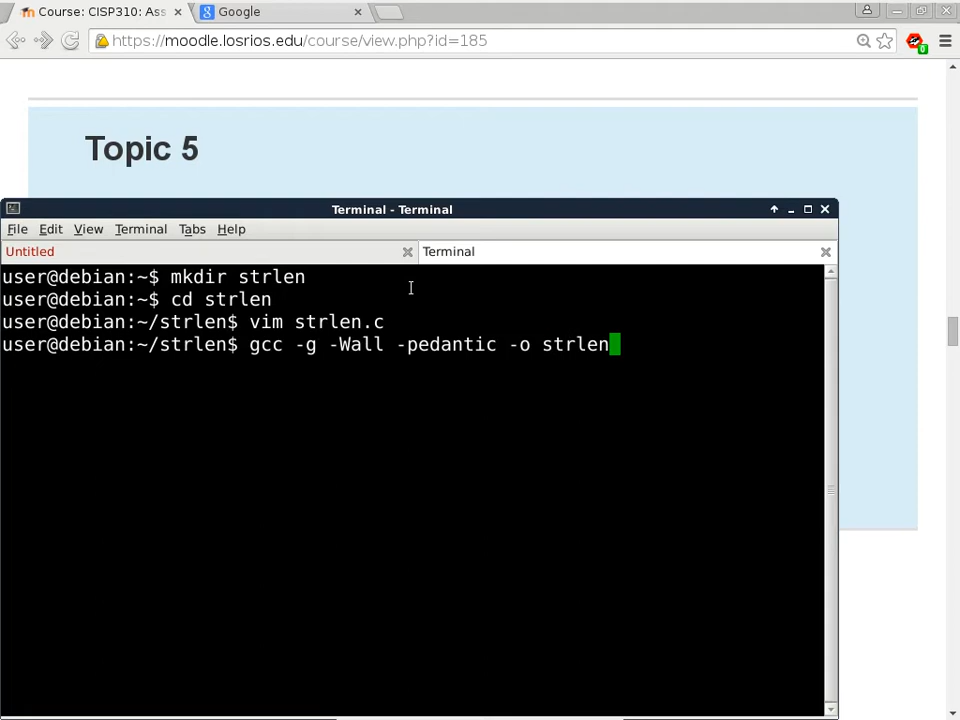 Course: CISP310: Ass
Google
https://moodle.losrios.edu/course/view.php?id=185
0
Topic 5
Terminal - Terminal
File Edit View Terminal Tabs Help
Untitled
Terminal
user@debian:~$ mkdir strlen
user@debian:~$ cd strlen
user@debian:~/strlen$ vim strlen.c
user@debian:~/strlen$ gcc -g -Wall -pedantic -o strlen